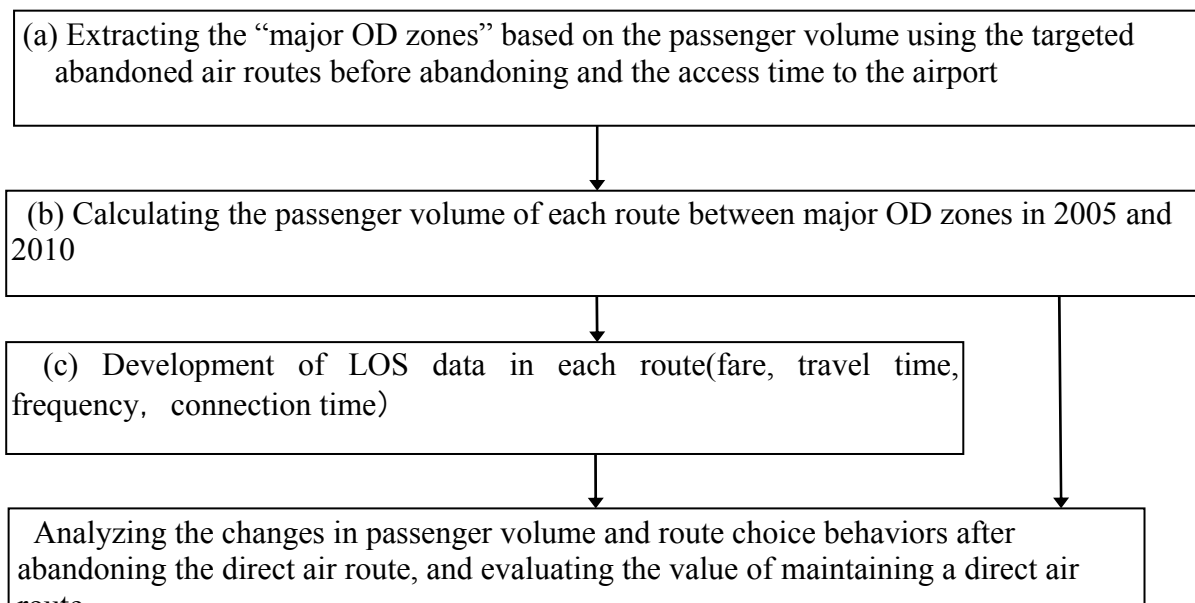 (a) Extracting the “major OD zones” based on the passenger volume using the targeted
abandoned air routes before abandoning and the access time to the airport
(b) Calculating the passenger volume of each route between major OD zones in 2005 and
2010
(c) Development of LOS data in each route(fare, travel time,
frequency， connection time）
Analyzing the changes in passenger volume and route choice behaviors after
abandoning the direct air route, and evaluating the value of maintaining a direct air
route